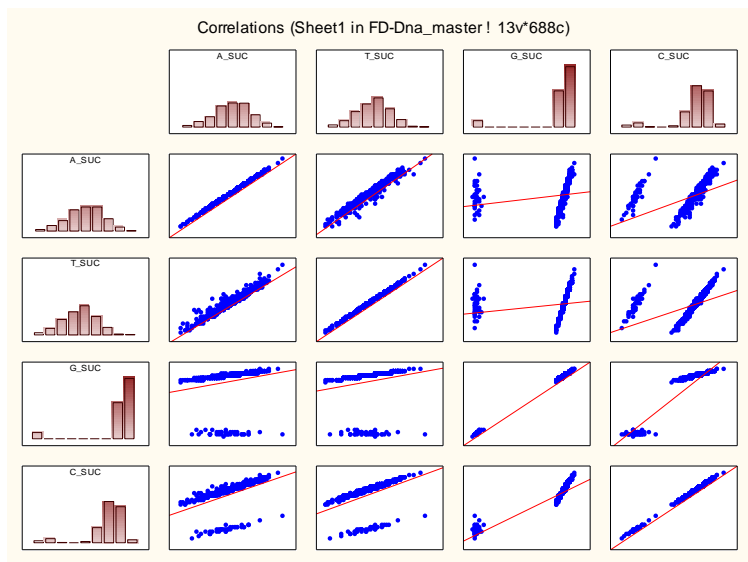 Correlations (Sheet1 in FD-Dna_master ! 13v*688c)
A_SUC
T_SUC
G_SUC
C_SUC
A_SUC
T_SUC
G_SUC
C_SUC